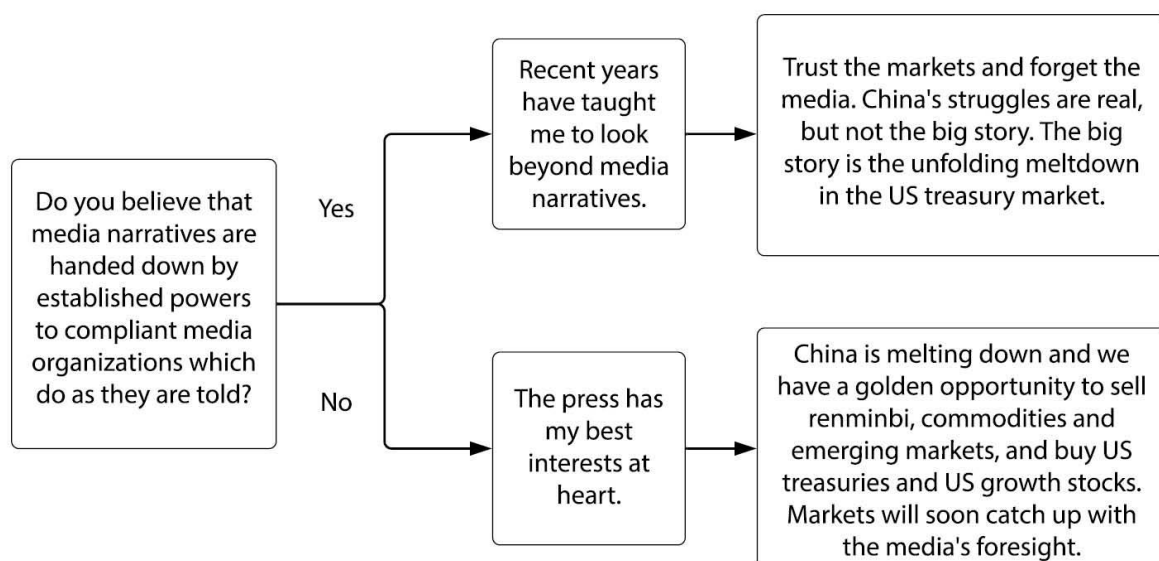 Do you believe that
media narratives are
handed down by
established powers
to compliant media
organizations which
do as they are told?
Yes
Recent years
have taught
me to look
beyond media
narratives.
Trust the markets and forget the
media. China's struggles are real,
but not the big story. The big
story is the unfolding meltdown
in the US treasury market.
No
The press has
my best
interests at
heart.
China is melting down and we
have a golden opportunity to sell
renminbi, commodities and
emerging markets, and buy US
treasuries and US growth stocks.
Markets will soon catch up with
the media's foresight.